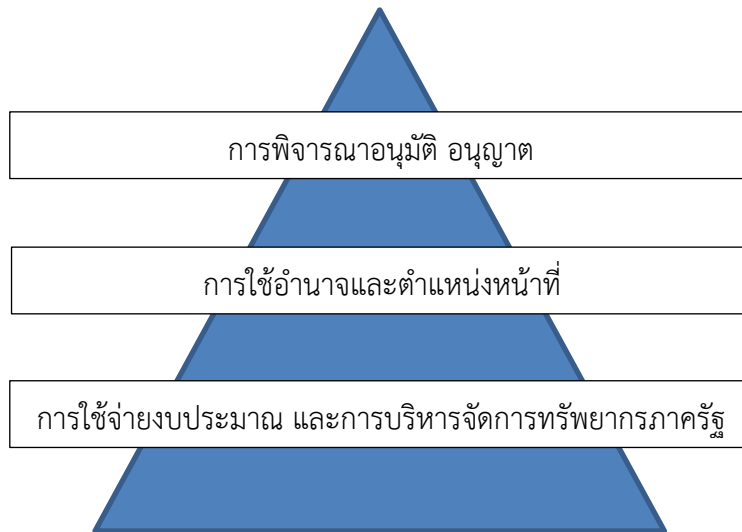 การพิจารณาอนุมัติ อนุญาต
การใช้อำนาจและตำแหน่งหน้าที่
การใช้จ่ายงบประมาณ และการบริหารจัดการทรัพยากรภาครัฐ